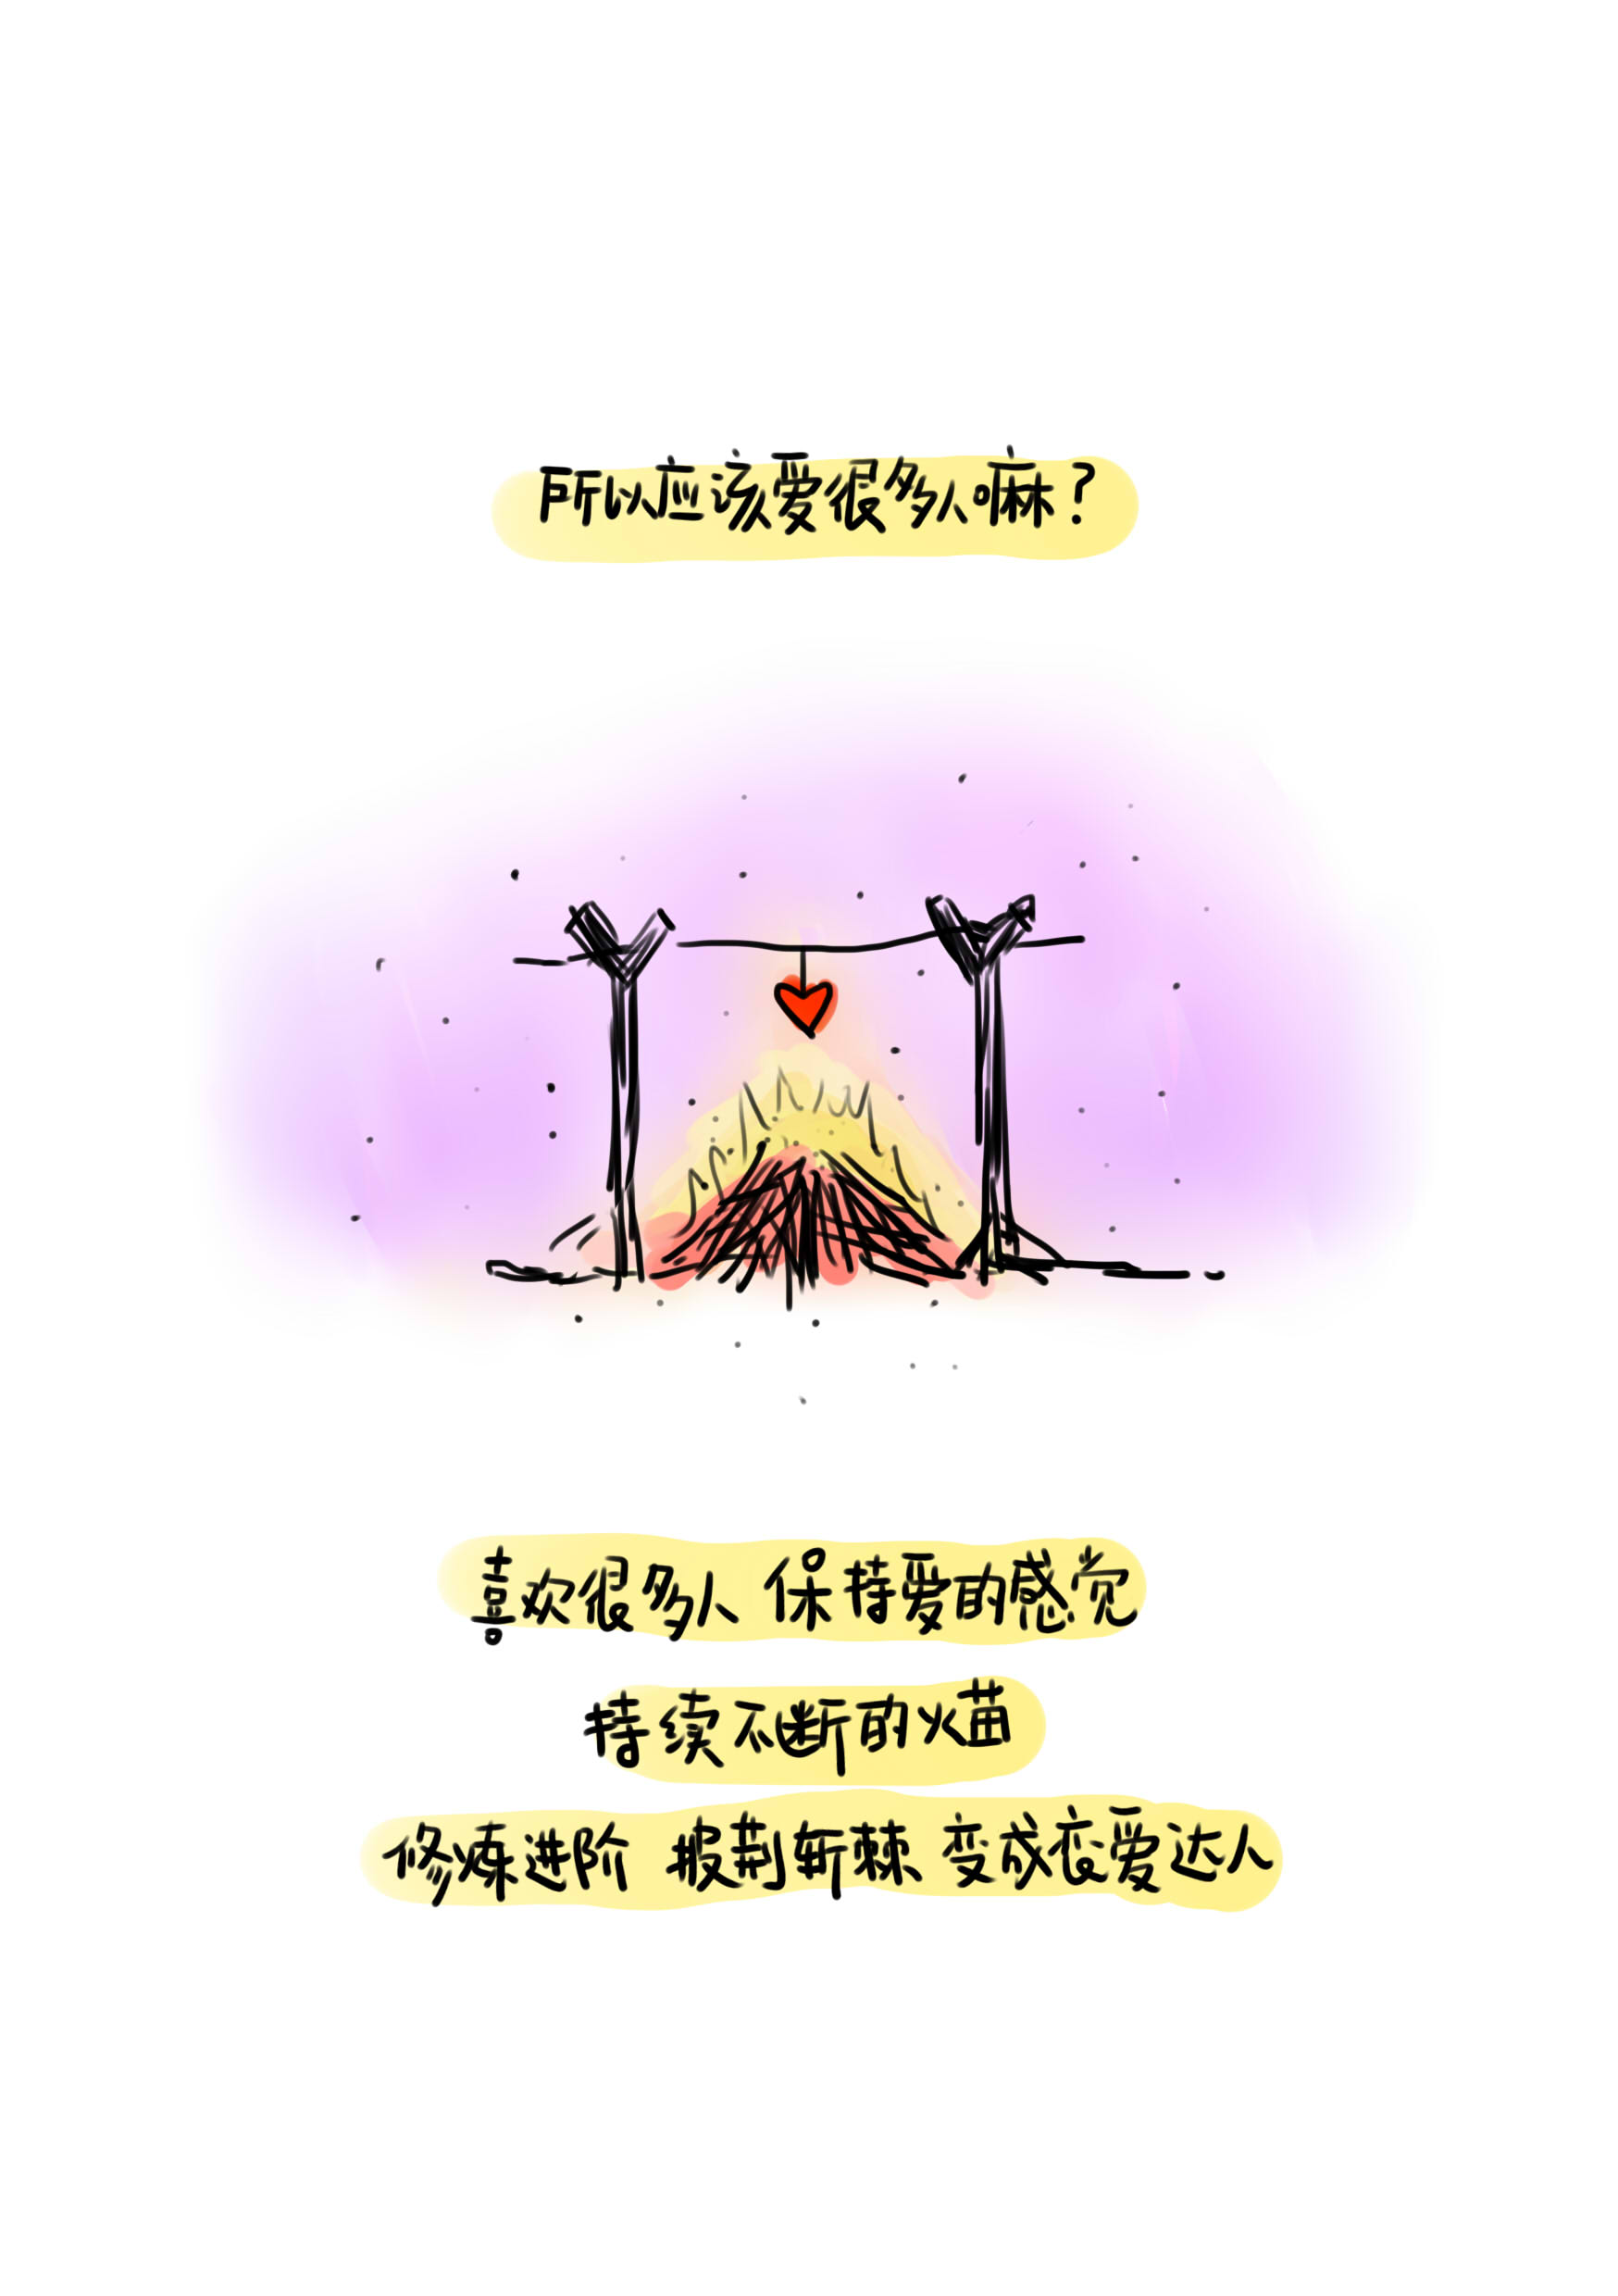 所以应该爱很多人嘛?
喜欢很多人 保持爱的感觉
持续不断的火苗
修炼进阶 披荆斩棘 变成恋爱达人